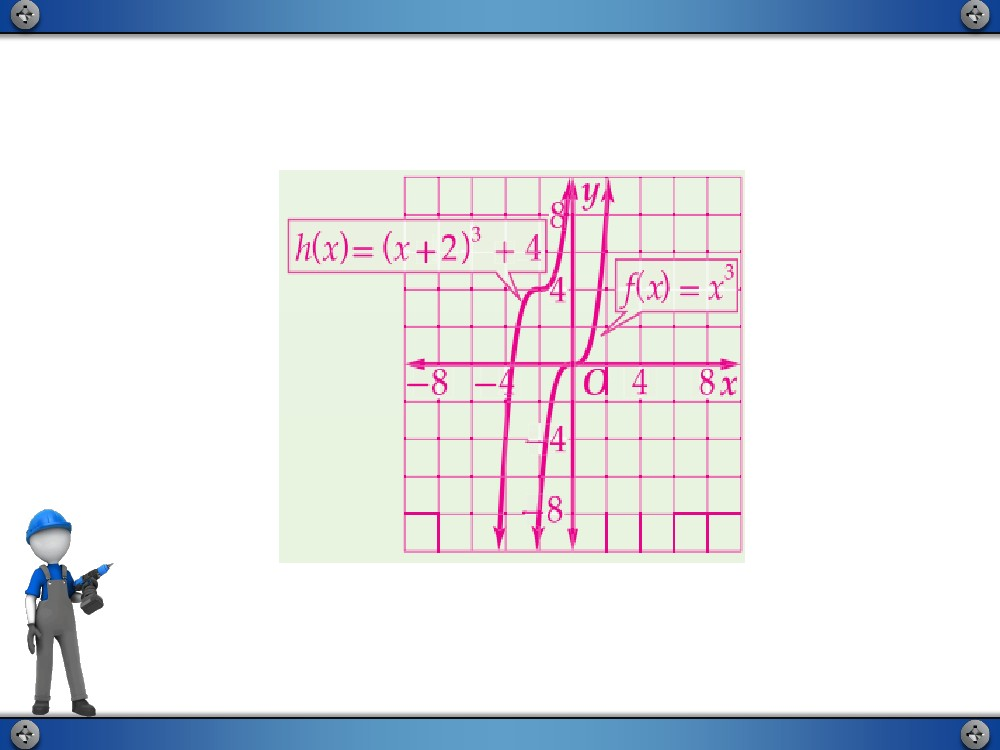 y
8
h(x) = (x + 2)³ + 4
4
f(x) = x³
−8 −4 O 4 8 x
−4
−8